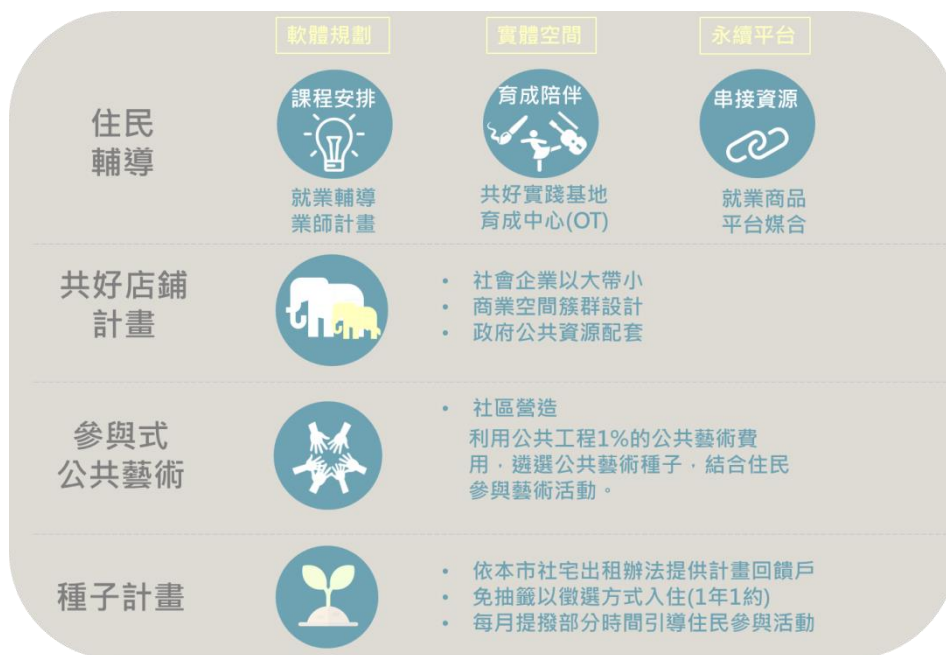 軟體規劃
實體空間
永續平台
住民
輔導
課程安排
就業輔導
業師計畫
育成陪伴
共好實踐基地
育成中心(OT)
串接資源
就業商品
平台媒合
共好店鋪
計畫
• 社會企業以大帶小
• 商業空間簇群設計
• 政府公共資源配套
參與式
公共藝術
• 社區營造
利用公共工程1%的公共藝術費
用，遴選公共藝術種子，結合住民
參與藝術活動。
種子計畫
• 依本市社宅出租辦法提供計畫回饋戶
• 免抽籤以徵選方式入住(1年1約)
• 每月提撥部分時間引導住民參與活動